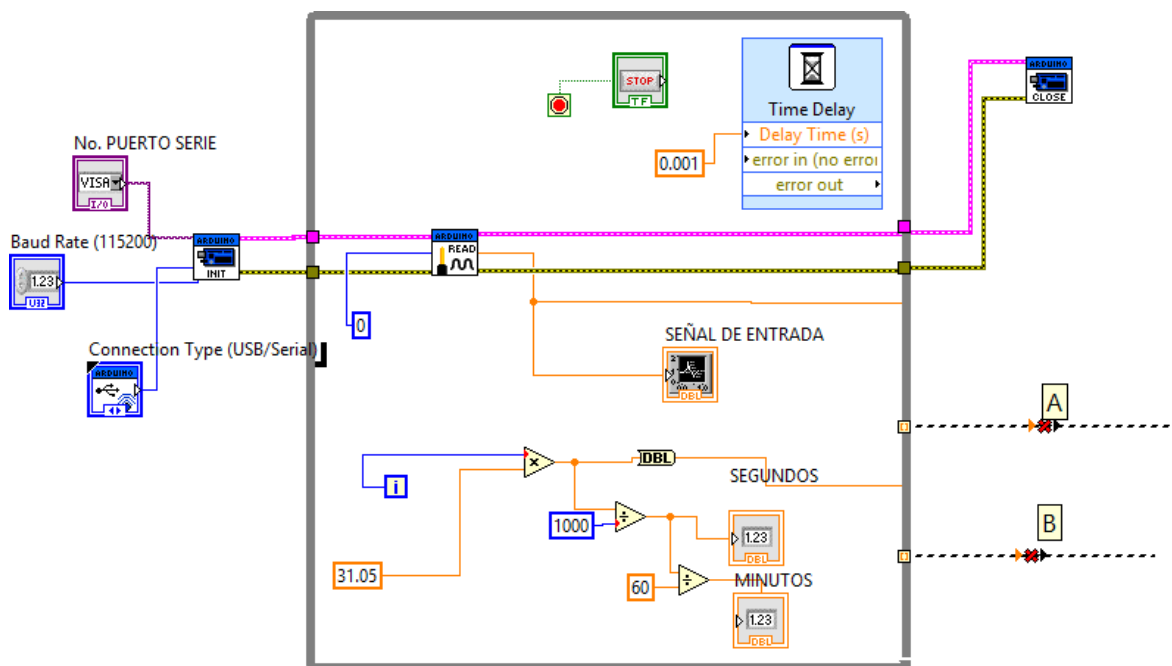 STOP
TF
Time Delay
Delay Time (s)
error in (no erroi
error out
0.001
ARDUINO
CLOSE
No. PUERTO SERIE
VISA
I/O
Baud Rate (115200)
1.23
U32
ARDUINO
INIT
ARDUINO
READ
0
Connection Type (USB/Serial)
ARDUINO
SEÑAL DE ENTRADA
DBL
A
i
DBL
SEGUNDOS
1000
1.23
DBL
B
31.05
60
MINUTOS
1.23
DBL